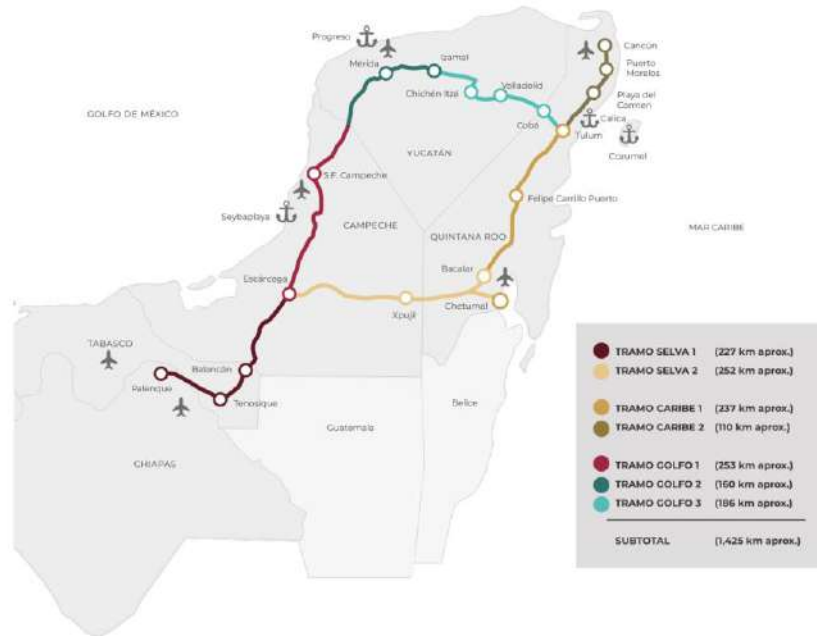 Progreso
Izamal
Mérida
Cancún
Valladolid
Puerto
Morelos
Chichén Itzá
Playa del
Carmen
GOLFO DE MÉXICO
Cobá
Calica
Tulum
Cozumel
YUCATÁN
S.F. Campeche
Felipe Carrillo Puerto
Seybaplaya
CAMPECHE
QUINTANA ROO
MAR CARIBE
Bacalar
Escárcega
Chetumal
Xpujil
TABASCO
Balancán
Palenque
Tenosique
Belice
Guatemala
CHIAPAS
TRAMO SELVA 1 (227 km aprox.)
TRAMO SELVA 2 (252 km aprox.)
TRAMO CARIBE 1 (237 km aprox.)
TRAMO CARIBE 2 (110 km aprox.)
TRAMO GOLFO 1 (253 km aprox.)
TRAMO GOLFO 2 (160 km aprox.)
TRAMO GOLFO 3 (186 km aprox.)
SUBTOTAL (1,425 km aprox.)